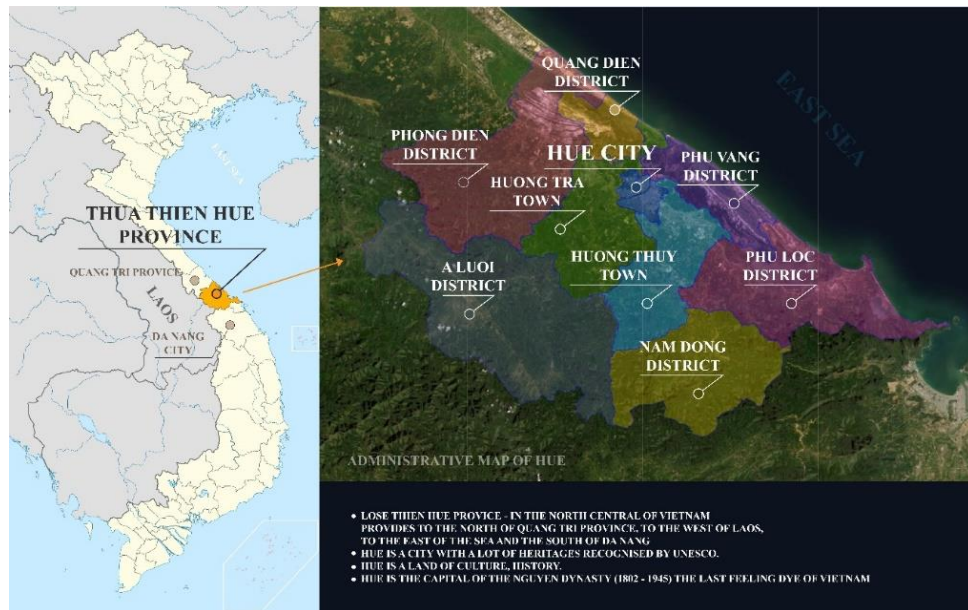 THUA THIEN HUE
PROVINCE
QUANG TRI PROVICE
LAOS
DA NANG
CITY
EAST SEA
QUANG DIEN
DISTRICT
PHONG DIEN
DISTRICT
HUE CITY
PHU VANG
DISTRICT
HUONG TRA
TOWN
HUONG THUY
TOWN
PHU LOC
DISTRICT
A LUOI
DISTRICT
NAM DONG
DISTRICT
EAST SEA
ADMINISTRATIVE MAP OF HUE
• LOSE THIEN HUE PROVICE - IN THE NORTH CENTRAL OF VIETNAM
PROVIDES TO THE NORTH OF QUANG TRI PROVINCE, TO THE WEST OF LAOS,
TO THE EAST OF THE SEA AND THE SOUTH OF DA NANG
• HUE IS A CITY WITH A LOT OF HERITAGES RECOGNISED BY UNESCO.
• HUE IS A LAND OF CULTURE, HISTORY.
• HUE IS THE CAPITAL OF THE NGUYEN DYNASTY (1802 - 1945) THE LAST FEELING DYE OF VIETNAM